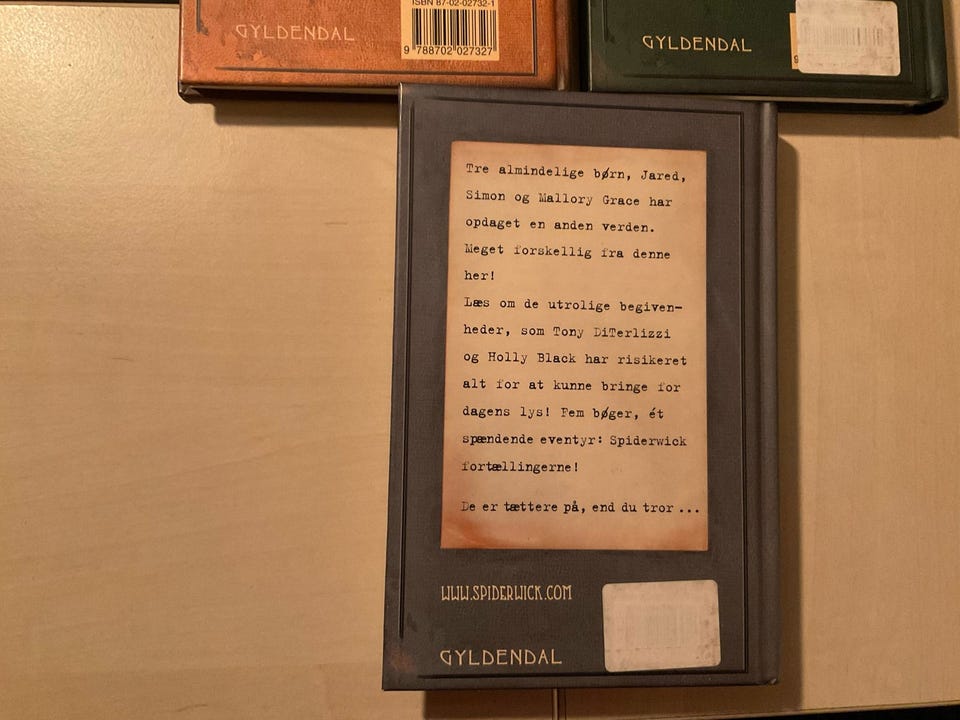 ISBN 87-02-02732-1
9 788702 027327
GYLDENDAL
GYLDENDAL
Tre almindelige børn, Jared,
Simon og Mallory Grace har
opdaget en anden verden.
Meget forskellig fra denne
her!
Læs om de utrolige begiven-
heder, som Tony DiTerlizzi
og Holly Black har risikeret
alt for at kunne bringe for
dagens lys! Fem bøger, ét
spændende eventyr: Spiderwick
fortællingerne!
De er tættere på, end du tror ...
WWW.SPIDERWICK.COM
GYLDENDAL